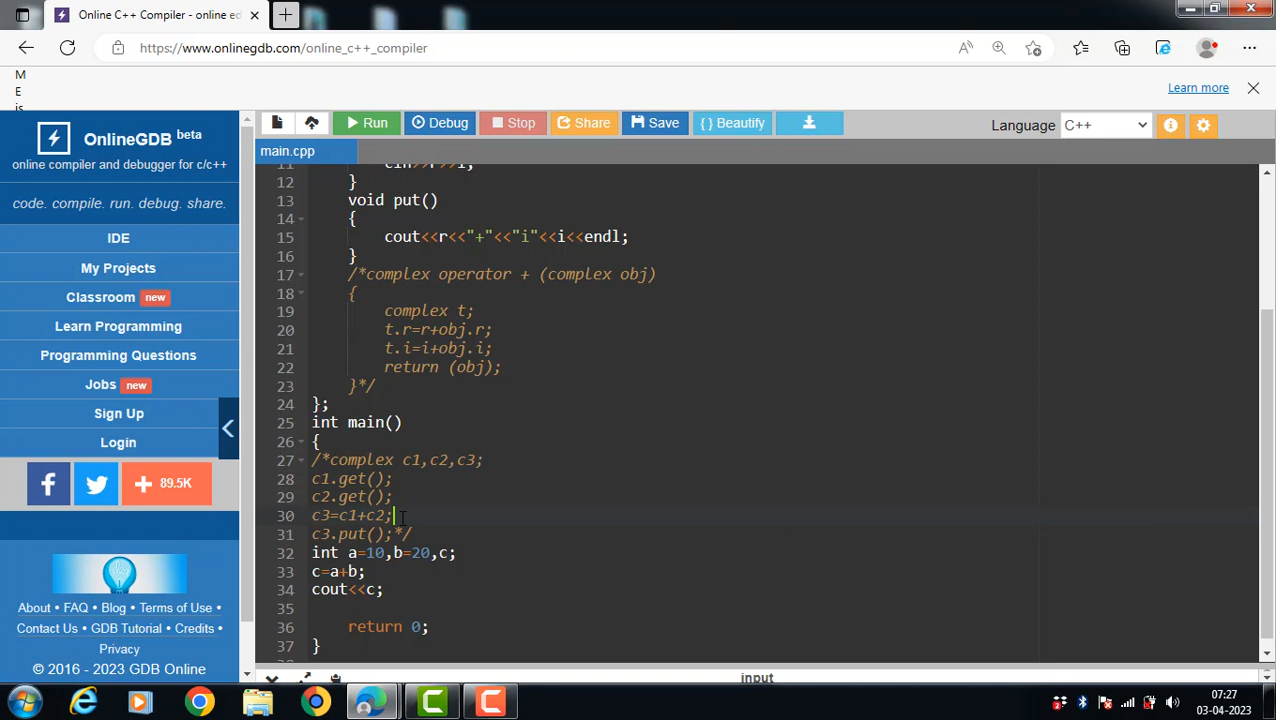 Online C++ Compiler - online ed
https://www.onlinegdb.com/online_c++_compiler
M
E
is
Learn more
OnlineGDB beta
online compiler and debugger for c/c++
code. compile. run. debug. share.
IDE
My Projects
Classroom new
Learn Programming
Programming Questions
Jobs new
Sign Up
Login
89.5K
About • FAQ • Blog • Terms of Use •
Contact Us • GDB Tutorial • Credits •
Privacy
© 2016 - 2023 GDB Online
Run
Debug
Stop
Share
Save
{ } Beautify
Language C++
main.cpp
11 cin>>r>>i;
12 }
13 void put()
14 {
15 cout<<r<<"+"<<"i"<<i<<endl;
16 }
17 /*complex operator + (complex obj)
18 {
19 complex t;
20 t.r=r+obj.r;
21 t.i=i+obj.i;
22 return (obj);
23 }*/
24 };
25 int main()
26 {
27 /*complex c1,c2,c3;
28 c1.get();
29 c2.get();
30 c3=c1+c2;
31 c3.put();*/
32 int a=10,b=20,c;
33 c=a+b;
34 cout<<c;
35
36 return 0;
37 }
38
input
07:27
03-04-2023